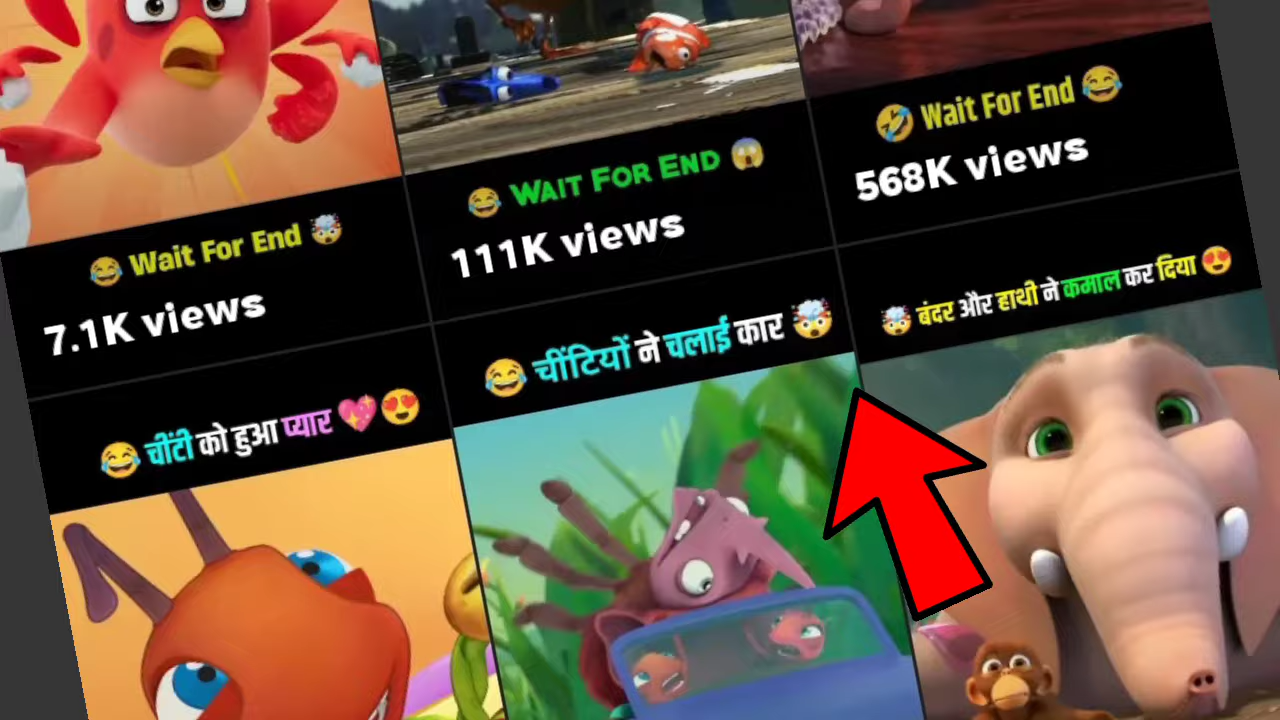 😂 Wait For End 🤯
7.1K views
😂 WAIT FOR END 😱
111K views
🤣 Wait For End 😂
568K views
😂 चींटी को हुआ प्यार 💖😍
😂 चींटियों ने चलाई कार 🤯
🤯 बंदर और हाथी ने कमाल कर दिया 😍